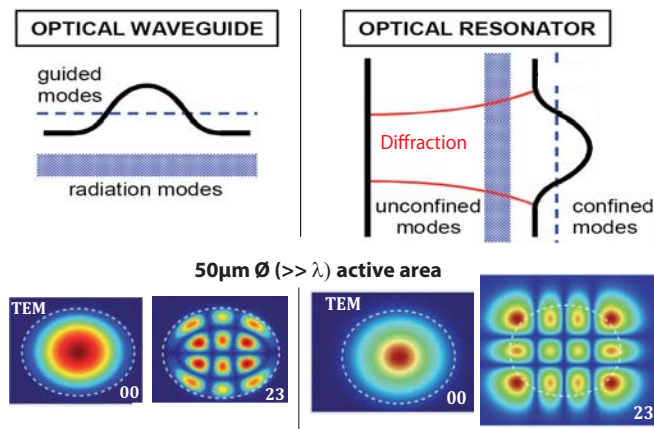 OPTICAL WAVEGUIDE
guided
modes
radiation modes
OPTICAL RESONATOR
Diffraction
unconfined
modes
confined
modes
50µm Ø (>> λ) active area
TEM
00
23
TEM
00
23